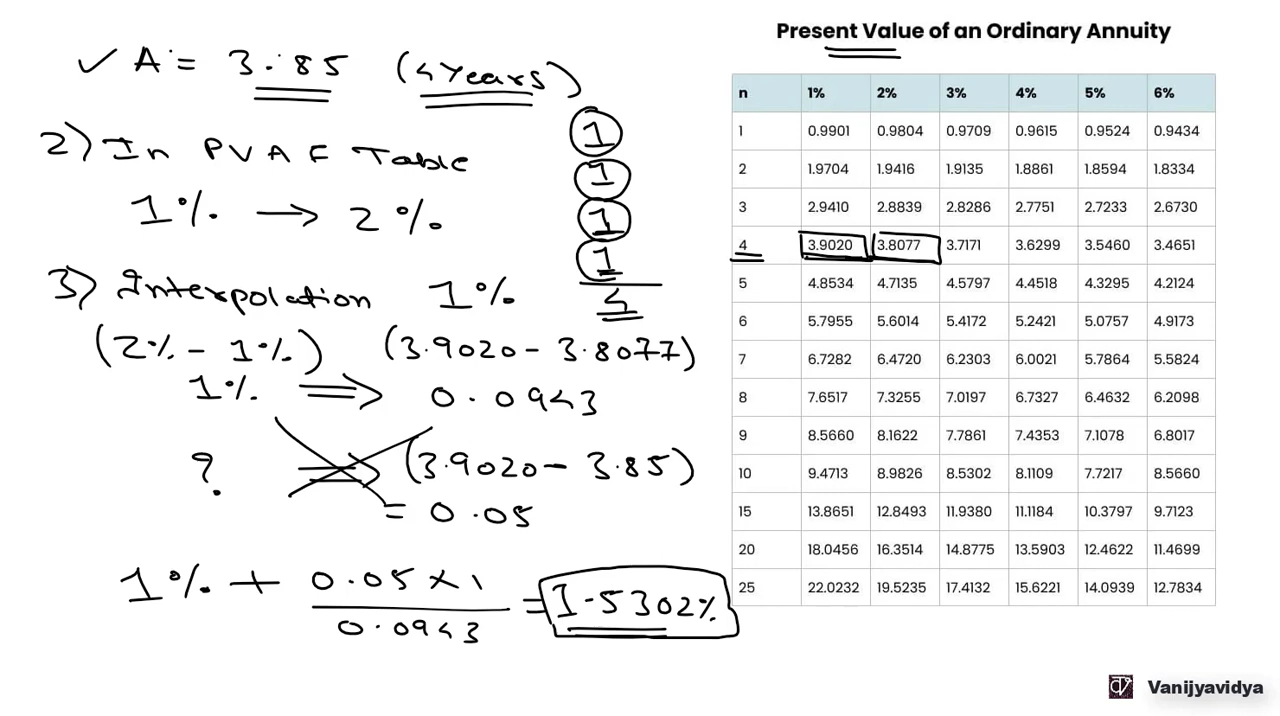 ✓ A = 3.85 (4 Years)
2) In PVAF Table
1% → 2%
1
1
1
1
4
3) Interpolation 1%
(2% - 1%) (3.9020 - 3.8077)
1% ⇒ 0.0943
? ⇒ (3.9020 - 3.85)
= 0.05
1% + 0.05 × 1 / 0.0943 = 1.5302%
Present Value of an Ordinary Annuity
n 1% 2% 3% 4% 5% 6%
1 0.9901 0.9804 0.9709 0.9615 0.9524 0.9434
2 1.9704 1.9416 1.9135 1.8861 1.8594 1.8334
3 2.9410 2.8839 2.8286 2.7751 2.7233 2.6730
4 3.9020 3.8077 3.7171 3.6299 3.5460 3.4651
5 4.8534 4.7135 4.5797 4.4518 4.3295 4.2124
6 5.7955 5.6014 5.4172 5.2421 5.0757 4.9173
7 6.7282 6.4720 6.2303 6.0021 5.7864 5.5824
8 7.6517 7.3255 7.0197 6.7327 6.4632 6.2098
9 8.5660 8.1622 7.7861 7.4353 7.1078 6.8017
10 9.4713 8.9826 8.5302 8.1109 7.7217 8.5660
15 13.8651 12.8493 11.9380 11.1184 10.3797 9.7123
20 18.0456 16.3514 14.8775 13.5903 12.4622 11.4699
25 22.0232 19.5235 17.4132 15.6221 14.0939 12.7834
Vanijyavidya